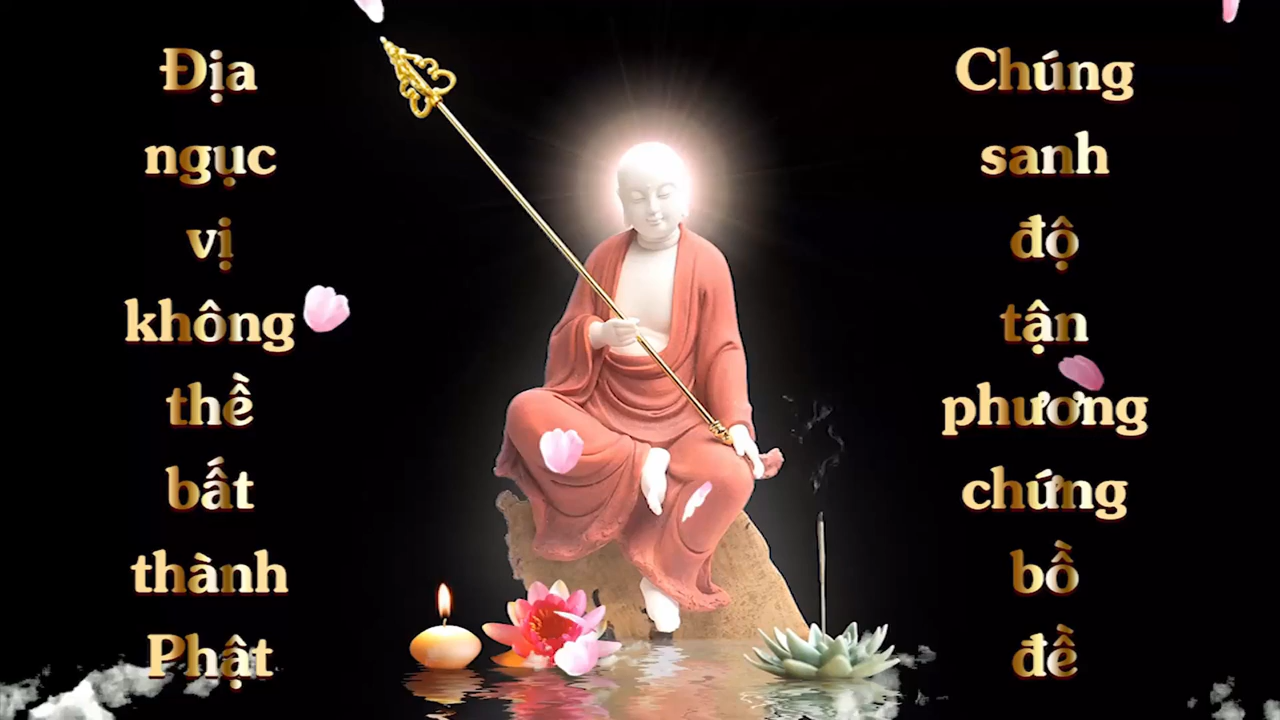 Địa
ngục
vị
không
thề
bất
thành
Phật
Chúng
sanh
độ
tận
phương
chứng
bồ
đề